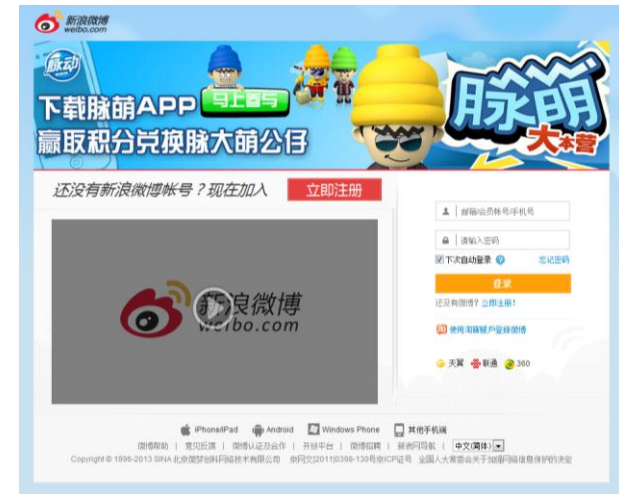 新浪微博
weibo.com
脉动
下载脉萌APP 马上参与
赢取积分兑换脉大萌公仔
脉萌
大本营
还没有新浪微博帐号？现在加入 立即注册
邮箱/会员帐号/手机号
请输入密码
下次自动登录 忘记密码
登录
还没有微博？立即注册！
使用淘宝帐户登录微博
天翼 联通 360
新浪微博
weibo.com
iPhone/iPad Android Windows Phone 其他手机端
微博帮助 | 意见反馈 | 微博认证及合作 | 开放平台 | 微博招聘 | 新浪网导航 | 中文(简体)
Copyright © 1996-2013 SINA 北京微梦创科网络技术有限公司 京网文[2011]0398-130号京ICP证号 全国人大常委会关于加强网络信息保护的决定